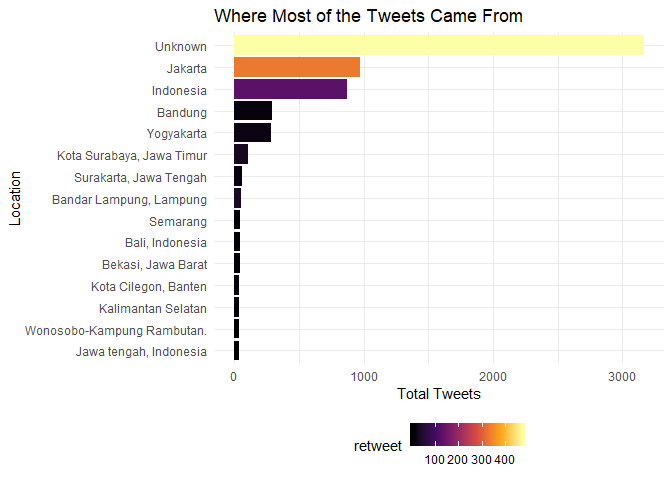 Where Most of the Tweets Came From
Location
Unknown
Jakarta
Indonesia
Bandung
Yogyakarta
Kota Surabaya, Jawa Timur
Surakarta, Jawa Tengah
Bandar Lampung, Lampung
Semarang
Bali, Indonesia
Bekasi, Jawa Barat
Kota Cilegon, Banten
Kalimantan Selatan
Wonosobo-Kampung Rambutan.
Jawa tengah, Indonesia
0 1000 2000 3000
Total Tweets
retweet
100 200 300 400